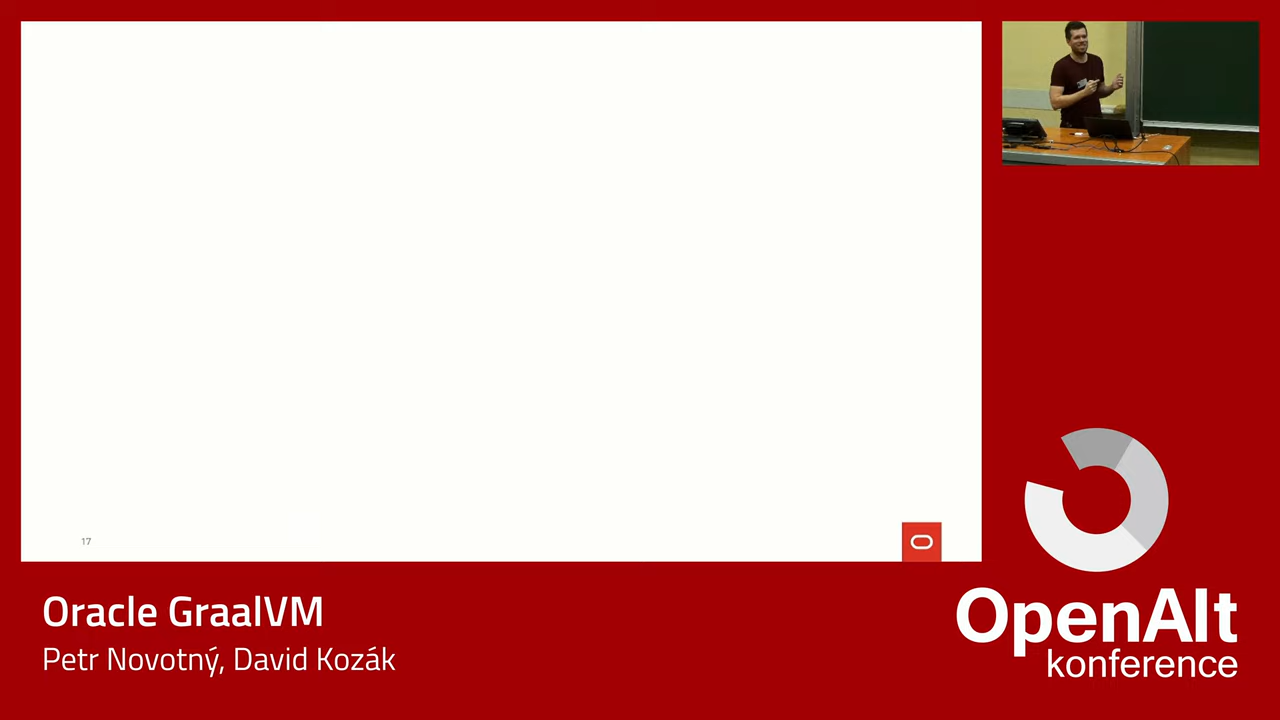 17
Oracle GraalVM
Petr Novotný, David Kozák
OpenAlt
konference